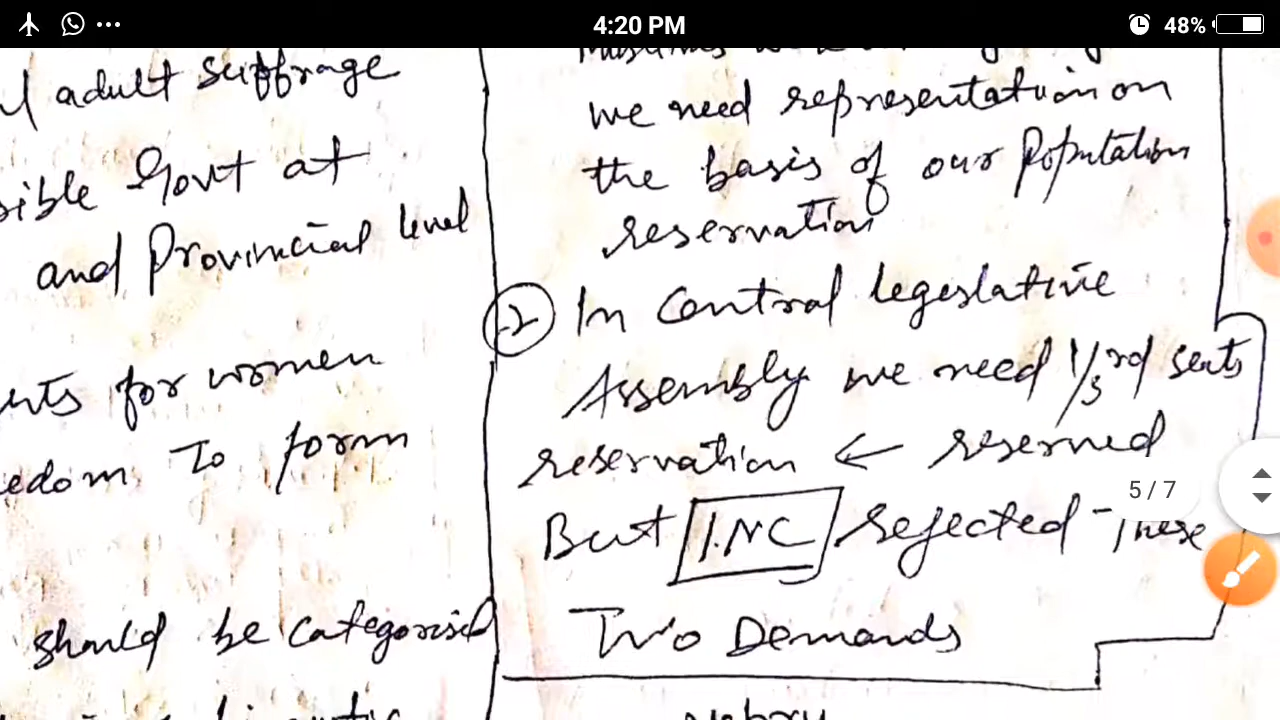 4:20 PM
48%
l adult suffrage
sible Govt at
and Provincial level
for women
edom To form
should be categorised
we need representation on
the basis of our Population
reservation
2 In Central legeslative
Assembly we need 1/3rd seats
reservation ← reserved
But I.NC rejected These
Two Demands
5 / 7